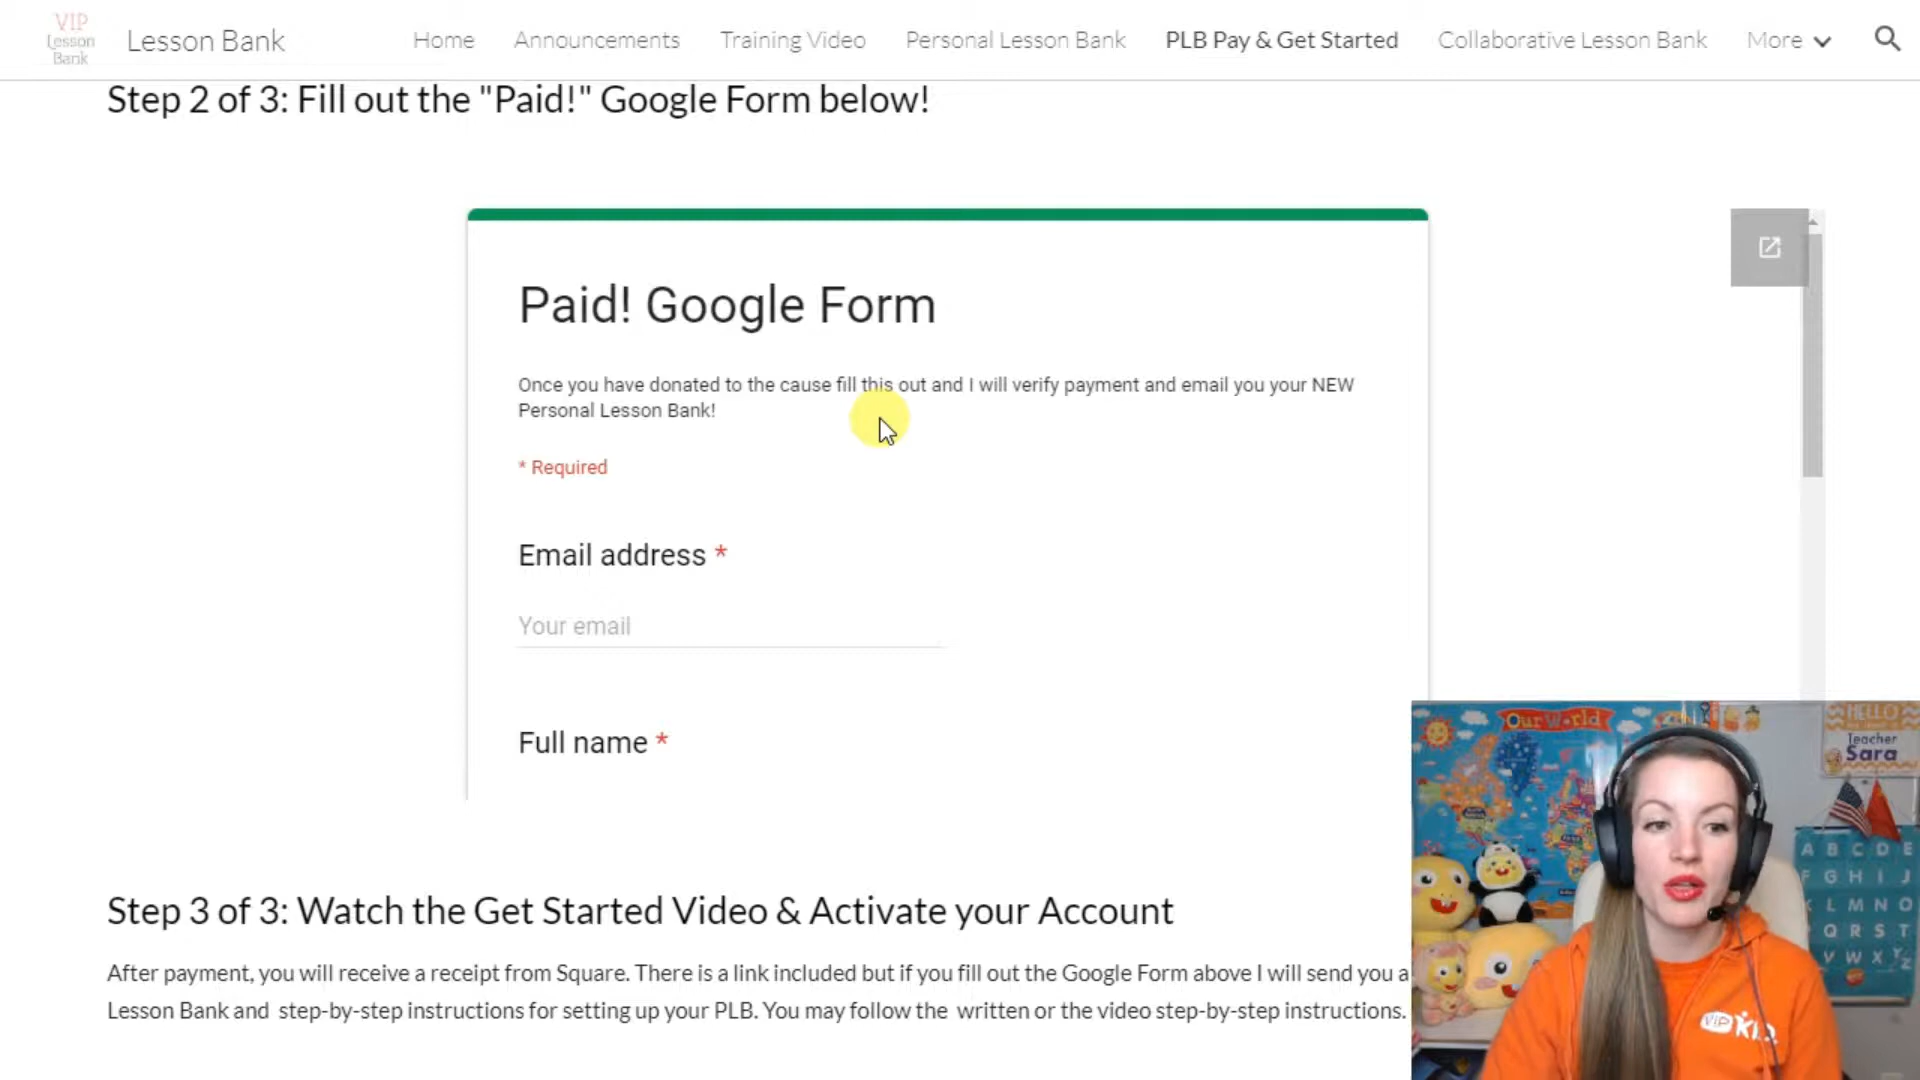 VIP
Lesson
Bank
Lesson Bank
Home
Announcements
Training Video
Personal Lesson Bank
PLB Pay & Get Started
Collaborative Lesson Bank
More
Step 2 of 3: Fill out the "Paid!" Google Form below!
Paid! Google Form
Once you have donated to the cause fill this out and I will verify payment and email you your NEW
Personal Lesson Bank!
* Required
Email address *
Your email
Full name *
Our World
HELLO
Teacher
Sara
A B C D E
F G H I J
K L M N O
Q R S T
V W X Y Z
Step 3 of 3: Watch the Get Started Video & Activate your Account
After payment, you will receive a receipt from Square. There is a link included but if you fill out the Google Form above I will send you a
Lesson Bank and step-by-step instructions for setting up your PLB. You may follow the written or the video step-by-step instructions.
VIP